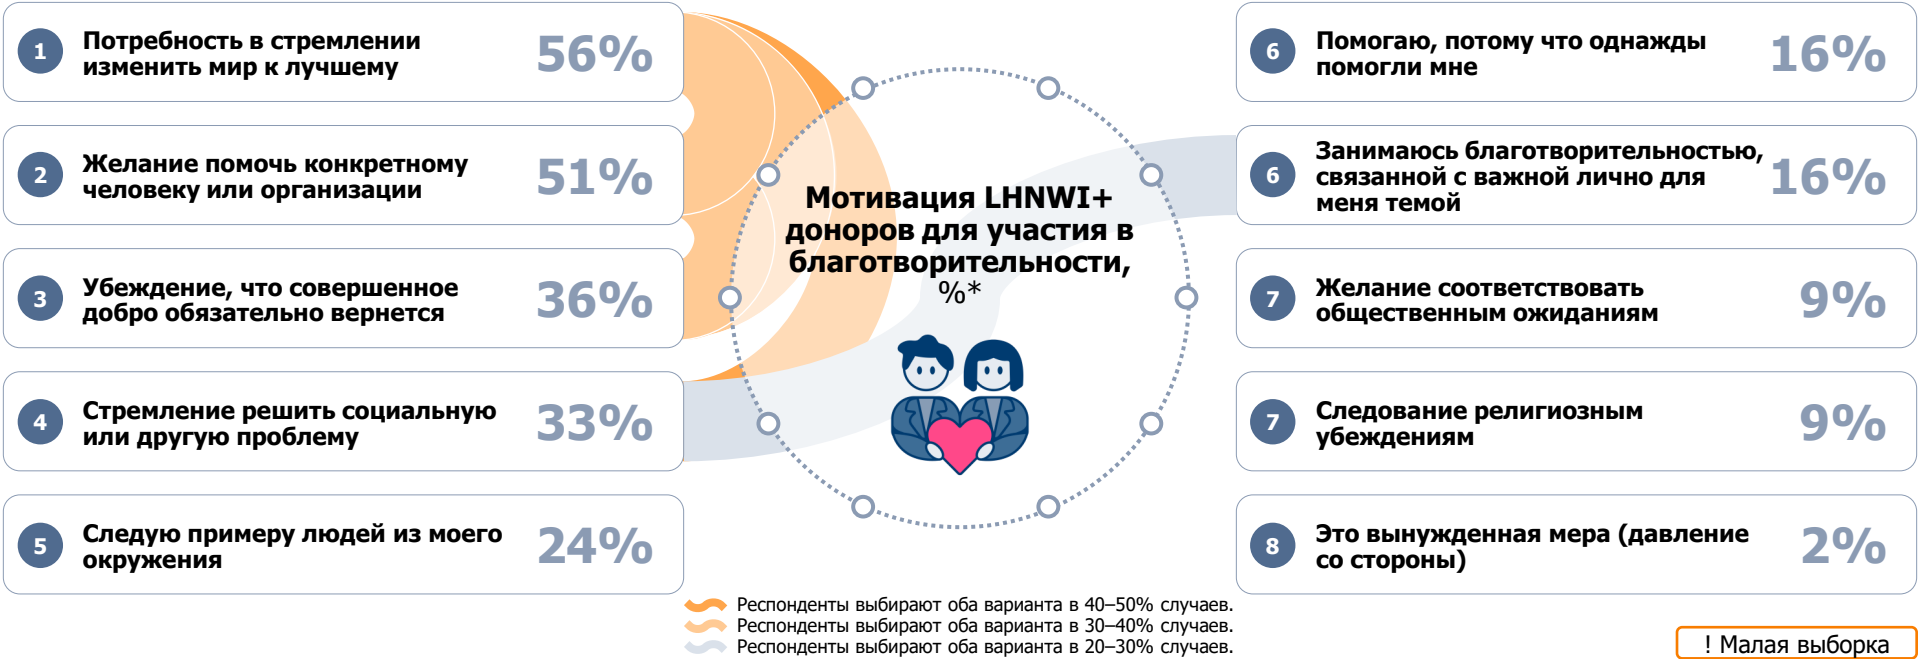 1
Потребность в стремлении
изменить мир к лучшему
56%
2
Желание помочь конкретному
человеку или организации
51%
3
Убеждение, что совершенное
добро обязательно вернется
36%
4
Стремление решить социальную
или другую проблему
33%
5
Следую примеру людей из моего
окружения
24%
Мотивация LHNWI+
доноров для участия в
благотворительности,
%*
6
Помогаю, потому что однажды
помогли мне
16%
6
Занимаюсь благотворительностью,
связанной с важной лично для
меня темой
16%
7
Желание соответствовать
общественным ожиданиям
9%
7
Следование религиозным
убеждениям
9%
8
Это вынужденная мера (давление
со стороны)
2%
Респонденты выбирают оба варианта в 40–50% случаев.
Респонденты выбирают оба варианта в 30–40% случаев.
Респонденты выбирают оба варианта в 20–30% случаев.
! Малая выборка